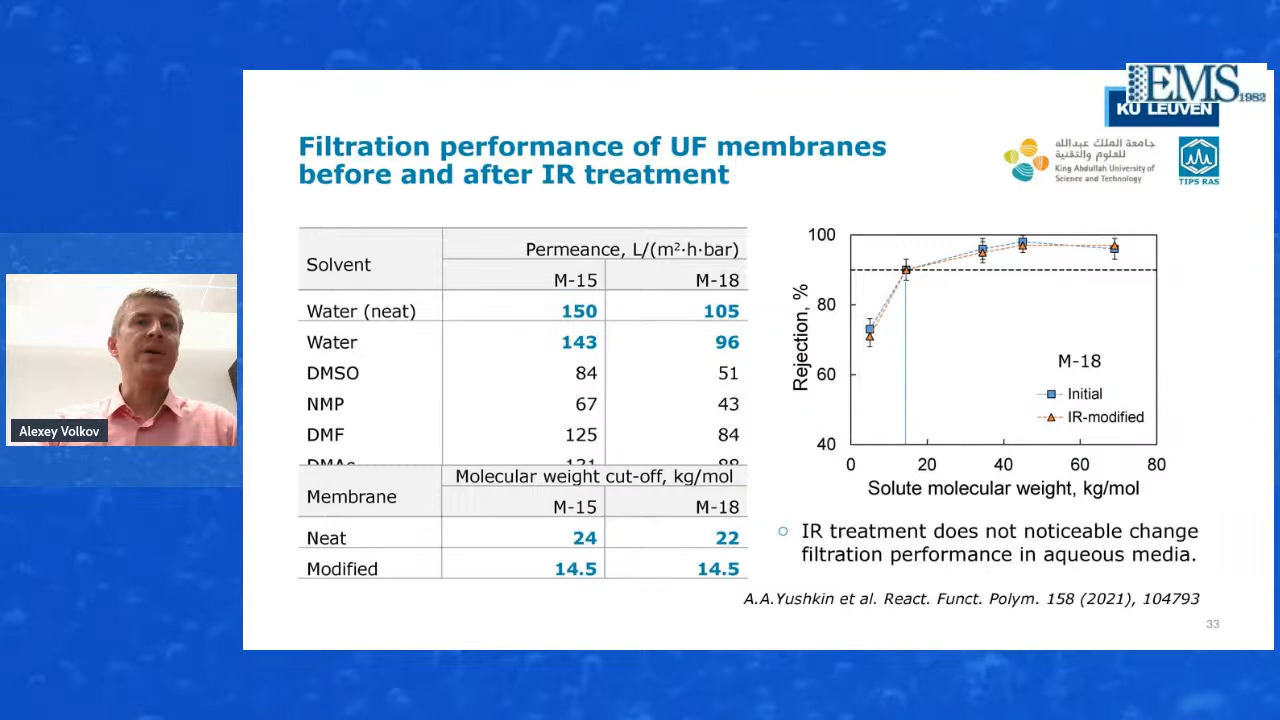 EMS 1982
KU LEUVEN
Filtration performance of UF membranes
before and after IR treatment
جامعة الملك عبدالله
للعلوم والتقنية
King Abdullah University of
Science and Technology
TIPS RAS
Solvent
Permeance, L/(m²·h·bar)
M-15 M-18
Water (neat) 150 105
Water 143 96
DMSO 84 51
NMP 67 43
DMF 125 84
Membrane
Molecular weight cut-off, kg/mol
M-15 M-18
Neat 24 22
Modified 14.5 14.5
100
80
60
40
Rejection, %
M-18
Initial
IR-modified
0 20 40 60 80
Solute molecular weight, kg/mol
IR treatment does not noticeable change
filtration performance in aqueous media.
A.A.Yushkin et al. React. Funct. Polym. 158 (2021), 104793
33
Alexey Volkov